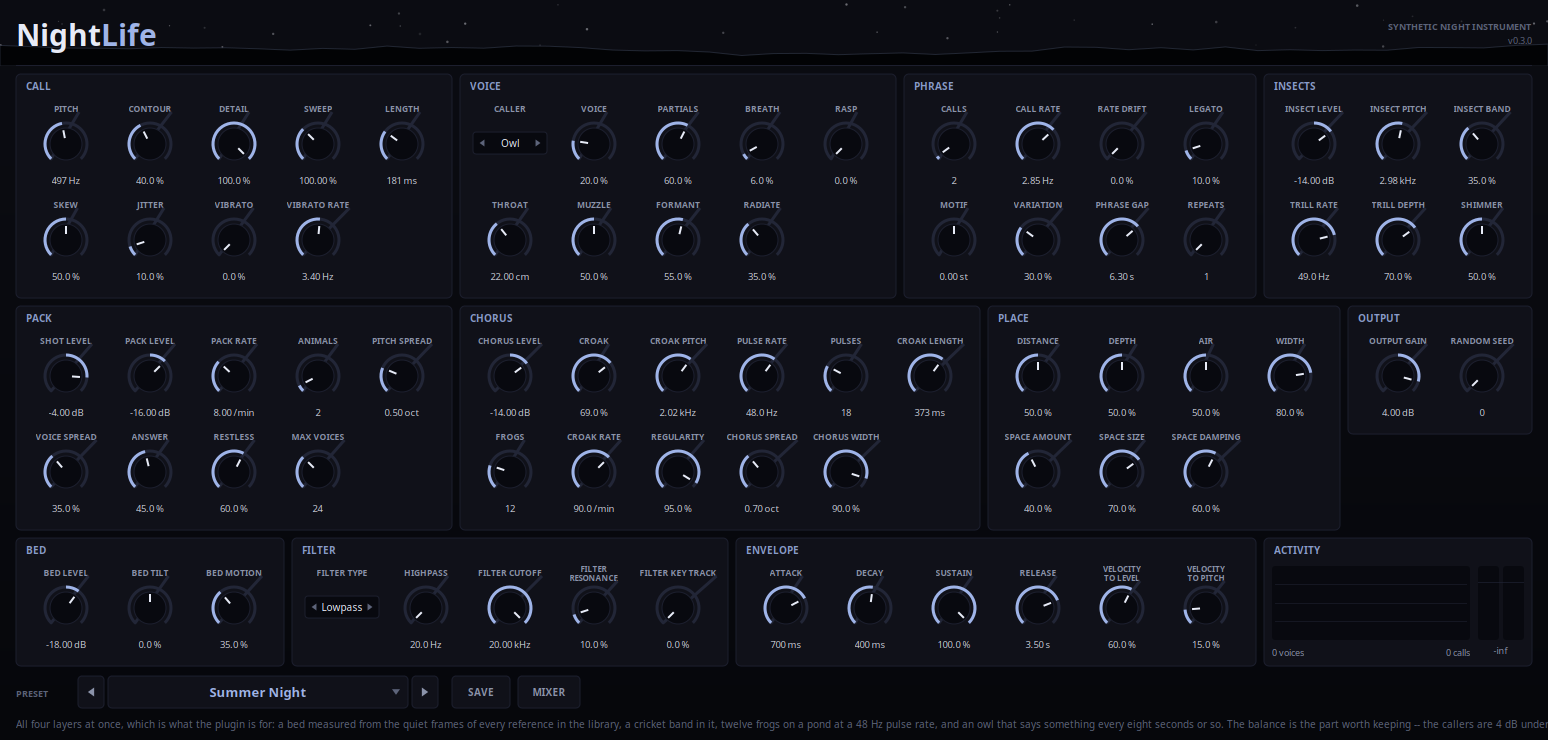 NightLife
SYNTHETIC NIGHT INSTRUMENT
v0.3.0
CALL
PITCH CONTOUR DETAIL SWEEP LENGTH
497 Hz 40.0 % 100.0 % 100.00 % 181 ms
SKEW JITTER VIBRATO VIBRATO RATE
50.0 % 10.0 % 0.0 % 3.40 Hz
VOICE
CALLER VOICE PARTIALS BREATH RASP
Owl
20.0 % 60.0 % 6.0 % 0.0 %
THROAT MUZZLE FORMANT RADIATE
22.00 cm 50.0 % 55.0 % 35.0 %
PHRASE
CALLS CALL RATE RATE DRIFT LEGATO
2 2.85 Hz 0.0 % 10.0 %
MOTIF VARIATION PHRASE GAP REPEATS
0.00 st 30.0 % 6.30 s 1
INSECTS
INSECT LEVEL INSECT PITCH INSECT BAND
-14.00 dB 2.98 kHz 35.0 %
TRILL RATE TRILL DEPTH SHIMMER
49.0 Hz 70.0 % 50.0 %
PACK
SHOT LEVEL PACK LEVEL PACK RATE ANIMALS PITCH SPREAD
-4.00 dB -16.00 dB 8.00 /min 2 0.50 oct
VOICE SPREAD ANSWER RESTLESS MAX VOICES
35.0 % 45.0 % 60.0 % 24
CHORUS
CHORUS LEVEL CROAK CROAK PITCH PULSE RATE PULSES CROAK LENGTH
-14.00 dB 69.0 % 2.02 kHz 48.0 Hz 18 373 ms
FROGS CROAK RATE REGULARITY CHORUS SPREAD CHORUS WIDTH
12 90.0 /min 95.0 % 0.70 oct 90.0 %
PLACE
DISTANCE DEPTH AIR WIDTH
50.0 % 50.0 % 50.0 % 80.0 %
SPACE AMOUNT SPACE SIZE SPACE DAMPING
40.0 % 70.0 % 60.0 %
OUTPUT
OUTPUT GAIN RANDOM SEED
4.00 dB 0
BED
BED LEVEL BED TILT BED MOTION
-18.00 dB 0.0 % 35.0 %
FILTER
FILTER TYPE HIGHPASS FILTER CUTOFF FILTER RESONANCE FILTER KEY TRACK
Lowpass
20.0 Hz 20.00 kHz 10.0 % 0.0 %
ENVELOPE
ATTACK DECAY SUSTAIN RELEASE VELOCITY TO LEVEL VELOCITY TO PITCH
700 ms 400 ms 100.0 % 3.50 s 60.0 % 15.0 %
ACTIVITY
0 voices 0 calls -inf
PRESET Summer Night SAVE MIXER
All four layers at once, which is what the plugin is for: a bed measured from the quiet frames of every reference in the library, a cricket band in it, twelve frogs on a pond at a 48 Hz pulse rate, and an owl that says something every eight seconds or so. The balance is the part worth keeping – the callers are 4 dB under